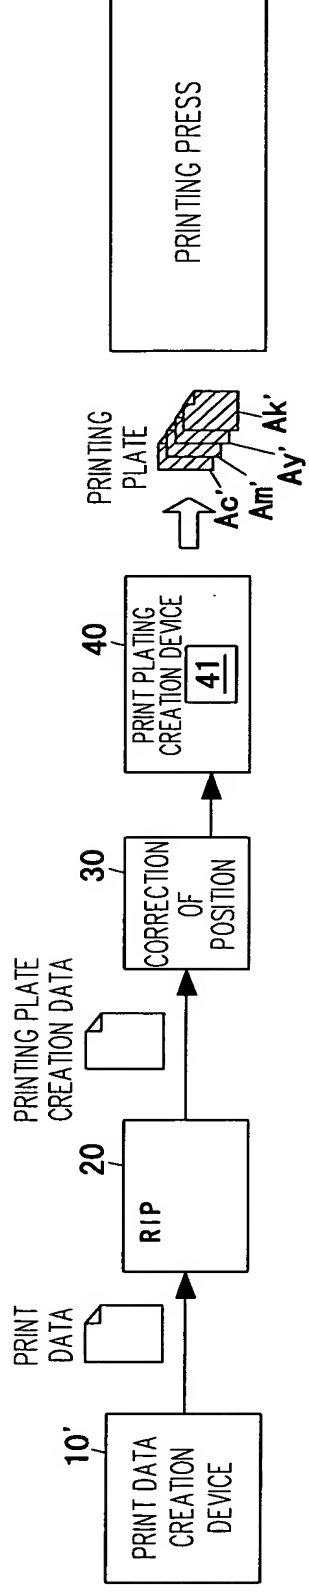 10'
PRINT DATA
CREATION
DEVICE
PRINT
DATA
20
RIP
PRINTING PLATE
CREATION DATA
30
CORRECTION
OF
POSITION
40
PRINT PLATING
CREATION DEVICE
41
PRINTING
PLATE
Ac'
Am'
Ay'
Ak'
PRINTING PRESS